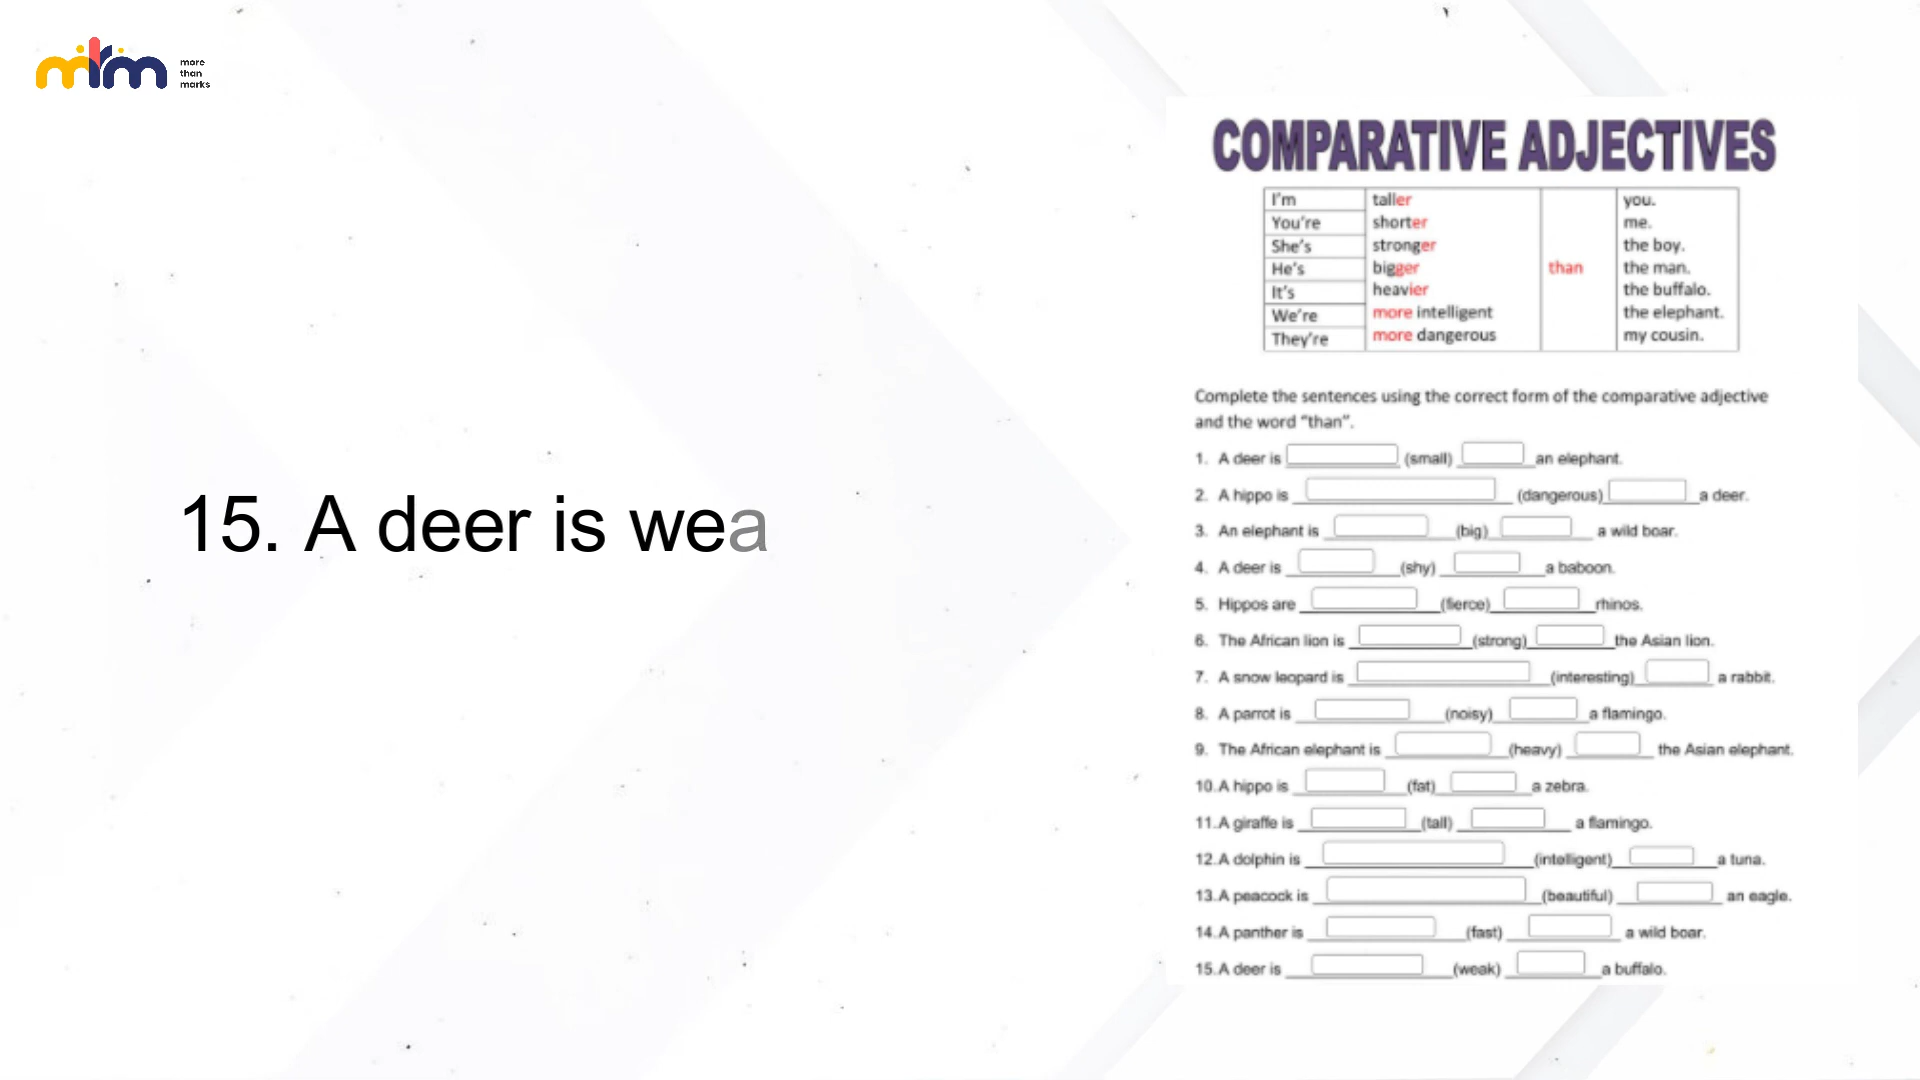 mtm
more
than
marks
15. A deer is wea
COMPARATIVE ADJECTIVES
I'm taller than you.
You're shorter me.
She's stronger the boy.
He's bigger than the man.
It's heavier the buffalo.
We're more intelligent the elephant.
They're more dangerous my cousin.
Complete the sentences using the correct form of the comparative adjective
and the word "than".
1. A deer is (small) an elephant.
2. A hippo is (dangerous) a deer.
3. An elephant is (big) a wild boar.
4. A deer is (shy) a baboon.
5. Hippos are (fierce) rhinos.
6. The African lion is (strong) the Asian lion.
7. A snow leopard is (interesting) a rabbit.
8. A parrot is (noisy) a flamingo.
9. The African elephant is (heavy) the Asian elephant.
10. A hippo is (fat) a zebra.
11. A giraffe is (tall) a flamingo.
12. A dolphin is (intelligent) a tuna.
13. A peacock is (beautiful) an eagle.
14. A panther is (fast) a wild boar.
15. A deer is (weak) a buffalo.